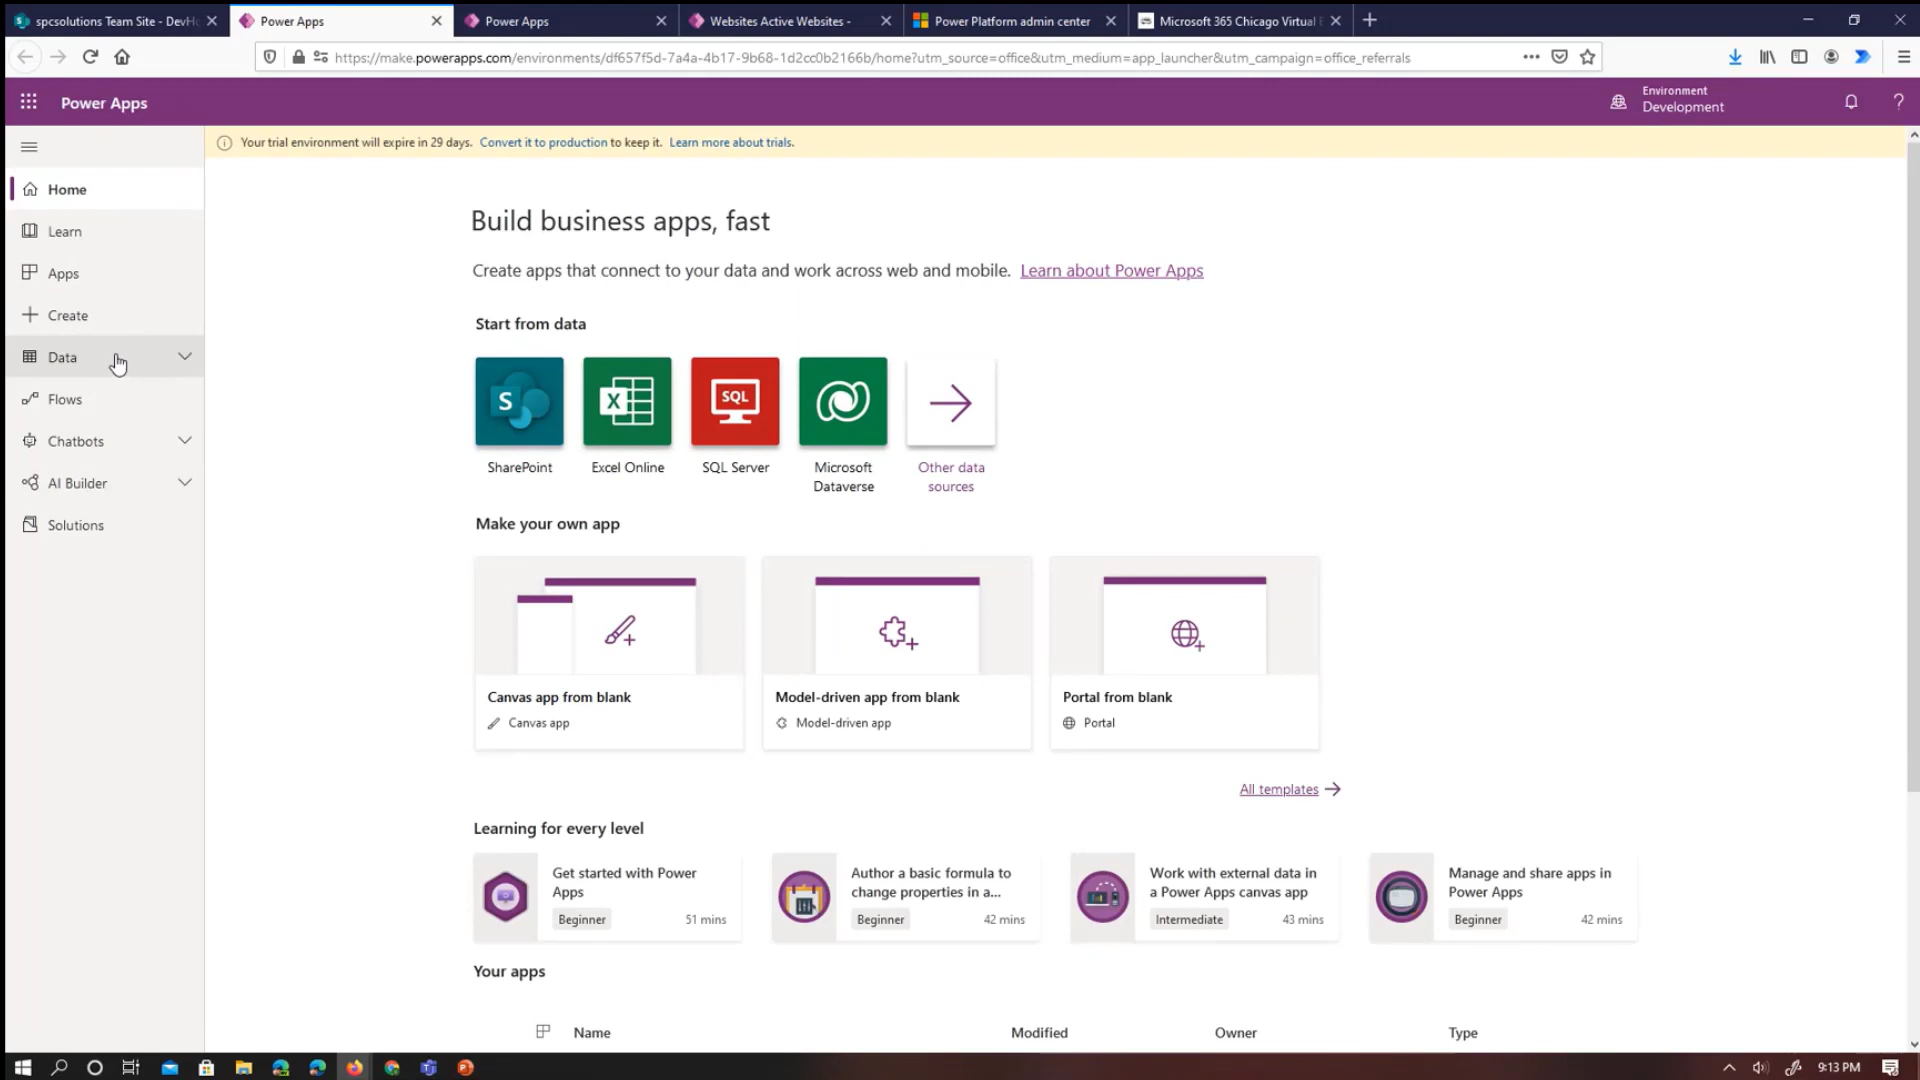 spcsolutions Team Site - DevH
Power Apps
Power Apps
Websites Active Websites -
Power Platform admin center
Microsoft 365 Chicago Virtual
https://make.powerapps.com/environments/df657f5d-7a4a-4b17-9b68-1d2cc0b2166b/home?utm_source=office&utm_medium=app_launcher&utm_campaign=office_referrals
Power Apps
Environment
Development
?
Your trial environment will expire in 29 days. Convert it to production to keep it. Learn more about trials.
Home
Learn
Apps
Create
Data
Flows
Chatbots
AI Builder
Solutions
Build business apps, fast
Create apps that connect to your data and work across web and mobile. Learn about Power Apps
Start from data
S
X
SQL
SharePoint
Excel Online
SQL Server
Microsoft
Dataverse
Other data
sources
Make your own app
Canvas app from blank
Canvas app
Model-driven app from blank
Model-driven app
Portal from blank
Portal
All templates
Learning for every level
Get started with Power
Apps
Beginner
51 mins
Author a basic formula to
change properties in a...
Beginner
42 mins
Work with external data in
a Power Apps canvas app
Intermediate
43 mins
Manage and share apps in
Power Apps
Beginner
42 mins
Your apps
Name
Modified
Owner
Type
9:13 PM